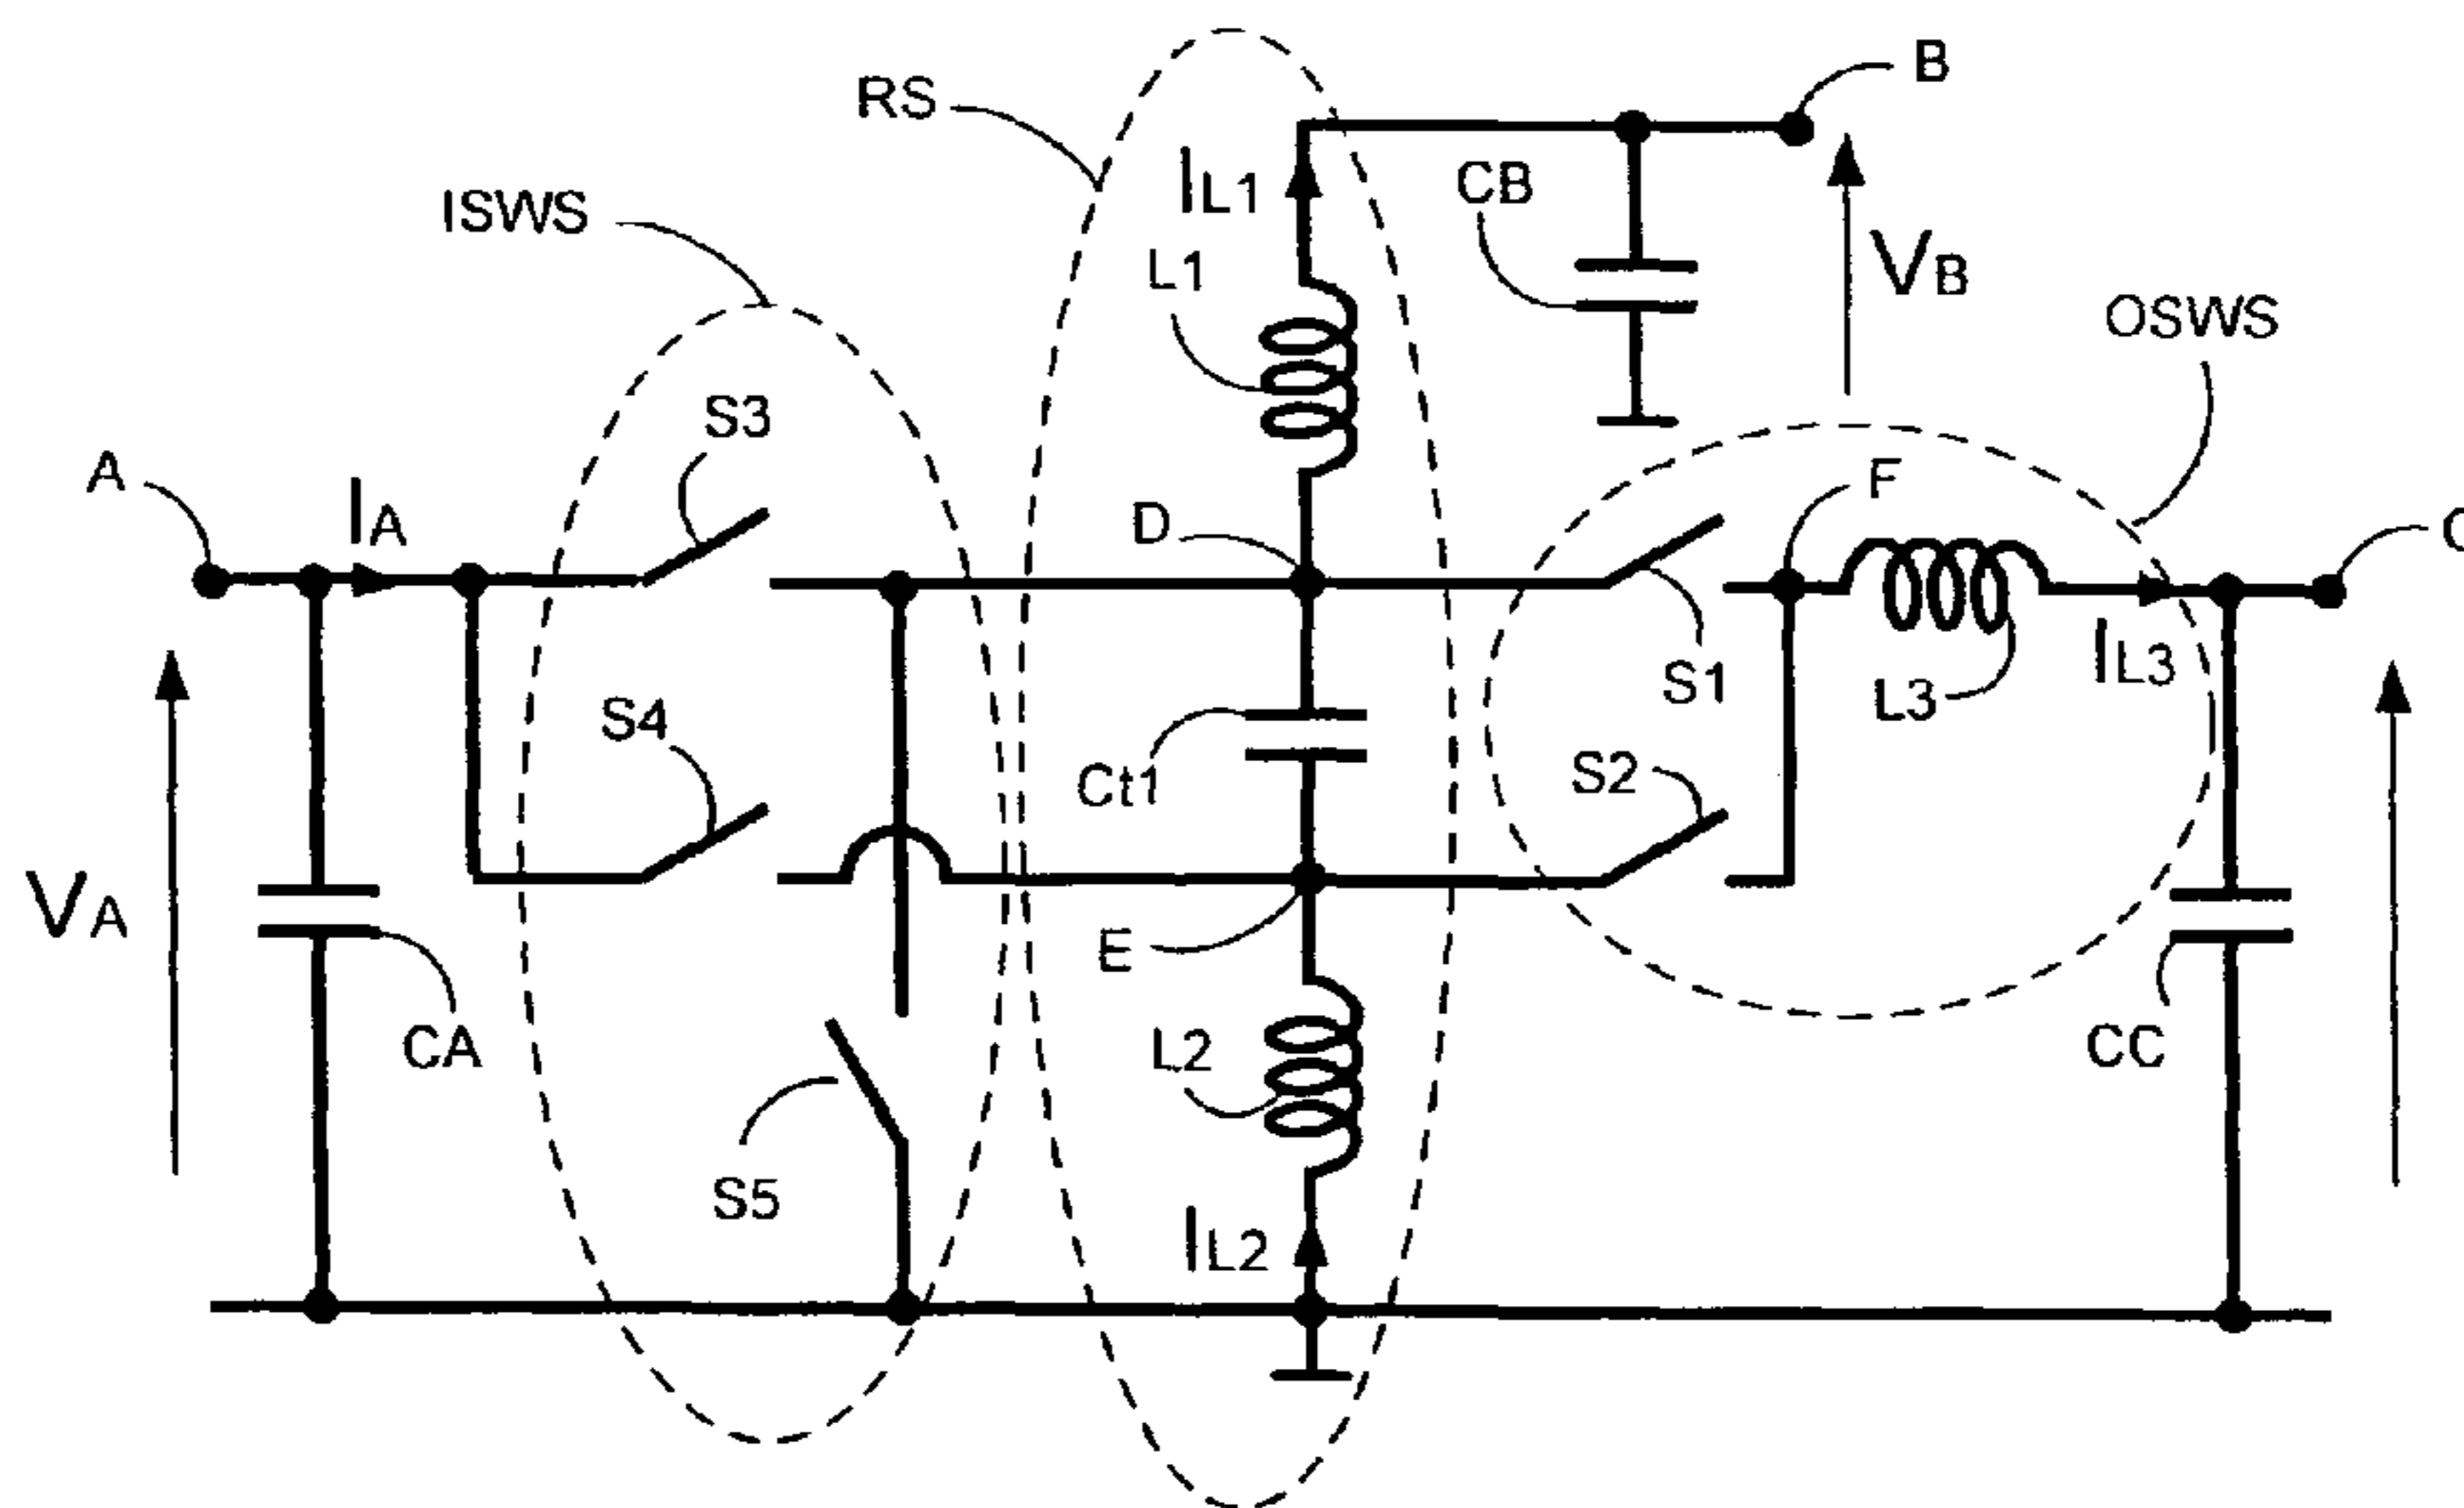 B
RS
IL1
CB
ISWS
L1
VB
OSWS
S3
A
IA
D
F
S1
IL3
L3
S4
S2
Ct1
VA
E
CA
L2
CC
S5
IL2